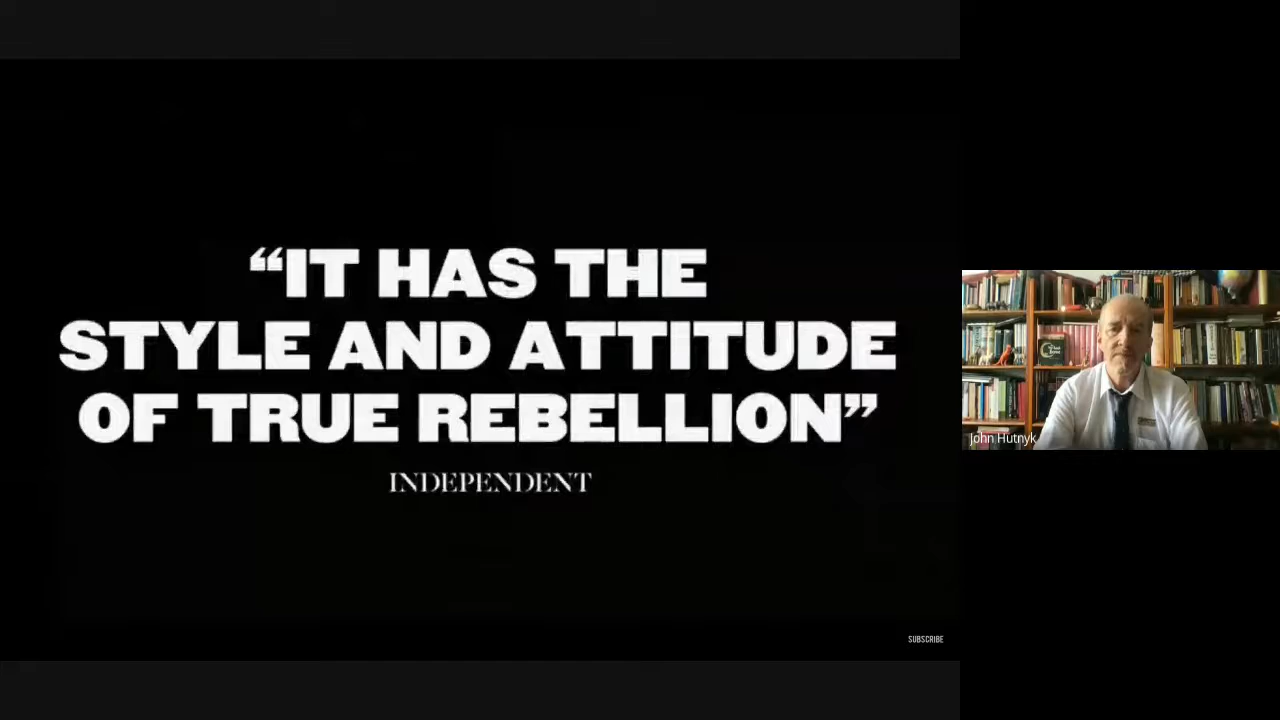 “IT HAS THE
STYLE AND ATTITUDE
OF TRUE REBELLION”
INDEPENDENT
SUBSCRIBE
John Hutnyk